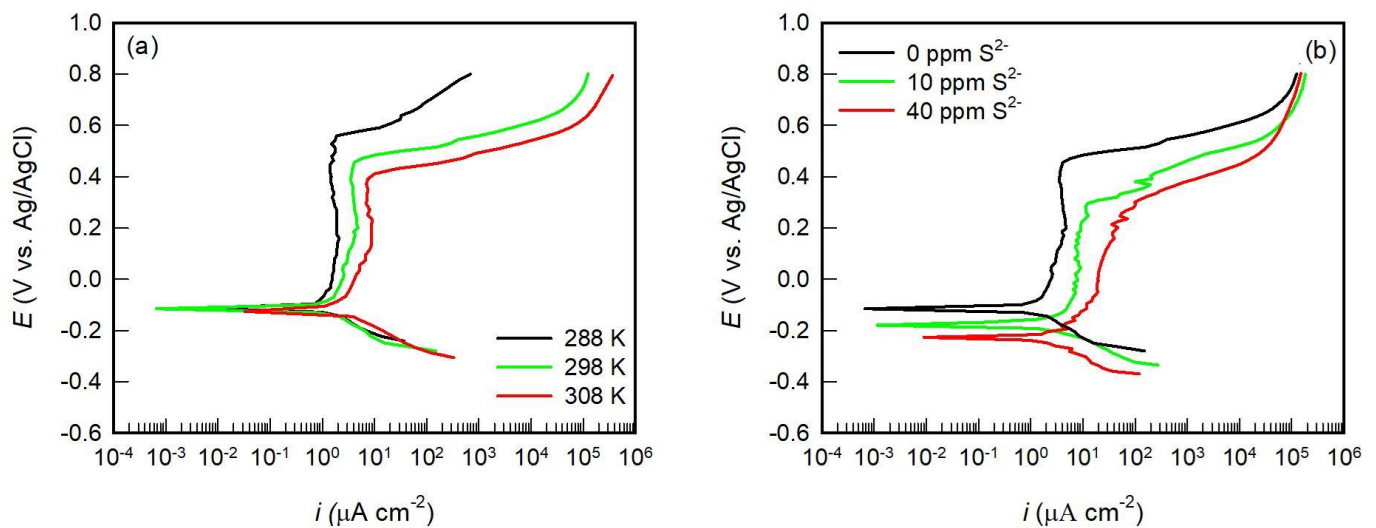 (a)
1.0
0.8
0.6
0.4
0.2
0.0
-0.2
-0.4
-0.6
E (V vs. Ag/AgCl)
288 K
298 K
308 K
10⁻⁴ 10⁻³ 10⁻² 10⁻¹ 10⁰ 10¹ 10² 10³ 10⁴ 10⁵ 10⁶
i (μA cm⁻²)
(b)
1.0
0.8
0.6
0.4
0.2
0.0
-0.2
-0.4
-0.6
E (V vs. Ag/AgCl)
0 ppm S²⁻
10 ppm S²⁻
40 ppm S²⁻
10⁻⁴ 10⁻³ 10⁻² 10⁻¹ 10⁰ 10¹ 10² 10³ 10⁴ 10⁵ 10⁶
i (μA cm⁻²)